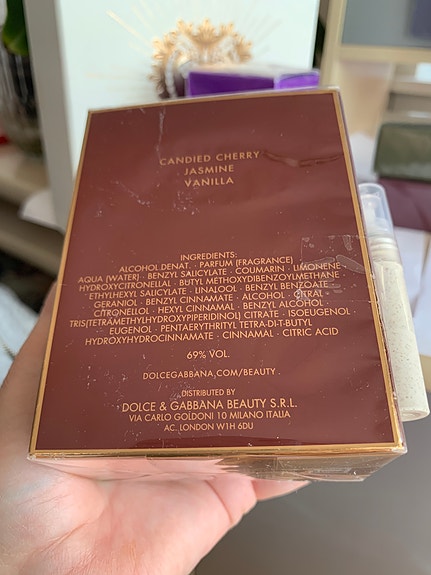 CANDIED CHERRY
JASMINE
VANILLA
INGREDIENTS:
ALCOHOL DENAT. · PARFUM (FRAGRANCE)
AQUA (WATER) · BENZYL SALICYLATE · COUMARIN · LIMONENE ·
HYDROXYCITRONELLAL · BUTYL METHOXYDIBENZOYLMETHANE ·
ETHYLHEXYL SALICYLATE · LINALOOL · BENZYL BENZOATE
GERANIOL · BENZYL CINNAMATE · ALCOHOL · CITRAL ·
CITRONELLOL · HEXYL CINNAMAL · BENZYL ALCOHOL ·
TRIS(TETRAMETHYLHYDROXYPIPERIDINOL) CITRATE · ISOEUGENOL
EUGENOL · PENTAERYTHRITYL TETRA-DI-T-BUTYL
HYDROXYHYDROCINNAMATE · CINNAMAL · CITRIC ACID
69% VOL.
DOLCEGABBANA.COM/BEAUTY
DISTRIBUTED BY
DOLCE & GABBANA BEAUTY S.R.L.
VIA CARLO GOLDONI 10 MILANO ITALIA
AC. LONDON W1H 6DU